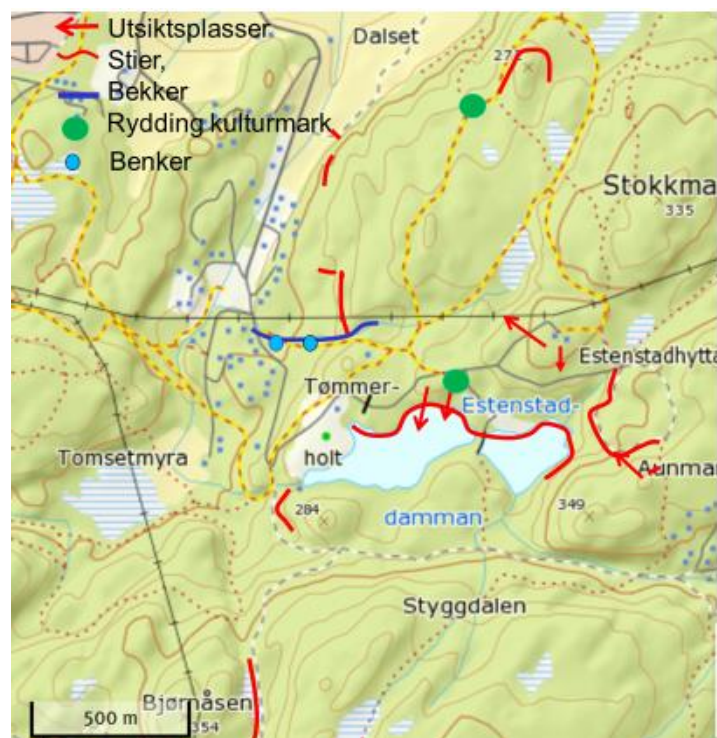 Utsiktsplasser
Stier,
Bekker
Rydding kulturmark
Benker
Dalset
271
Stokkma
335
Estenstadhytta
Tømmer-
Estenstad-
holt
Tomsetmyra
Aunmar
284
349
damman
Styggdalen
Bjørnåsen
354
500 m